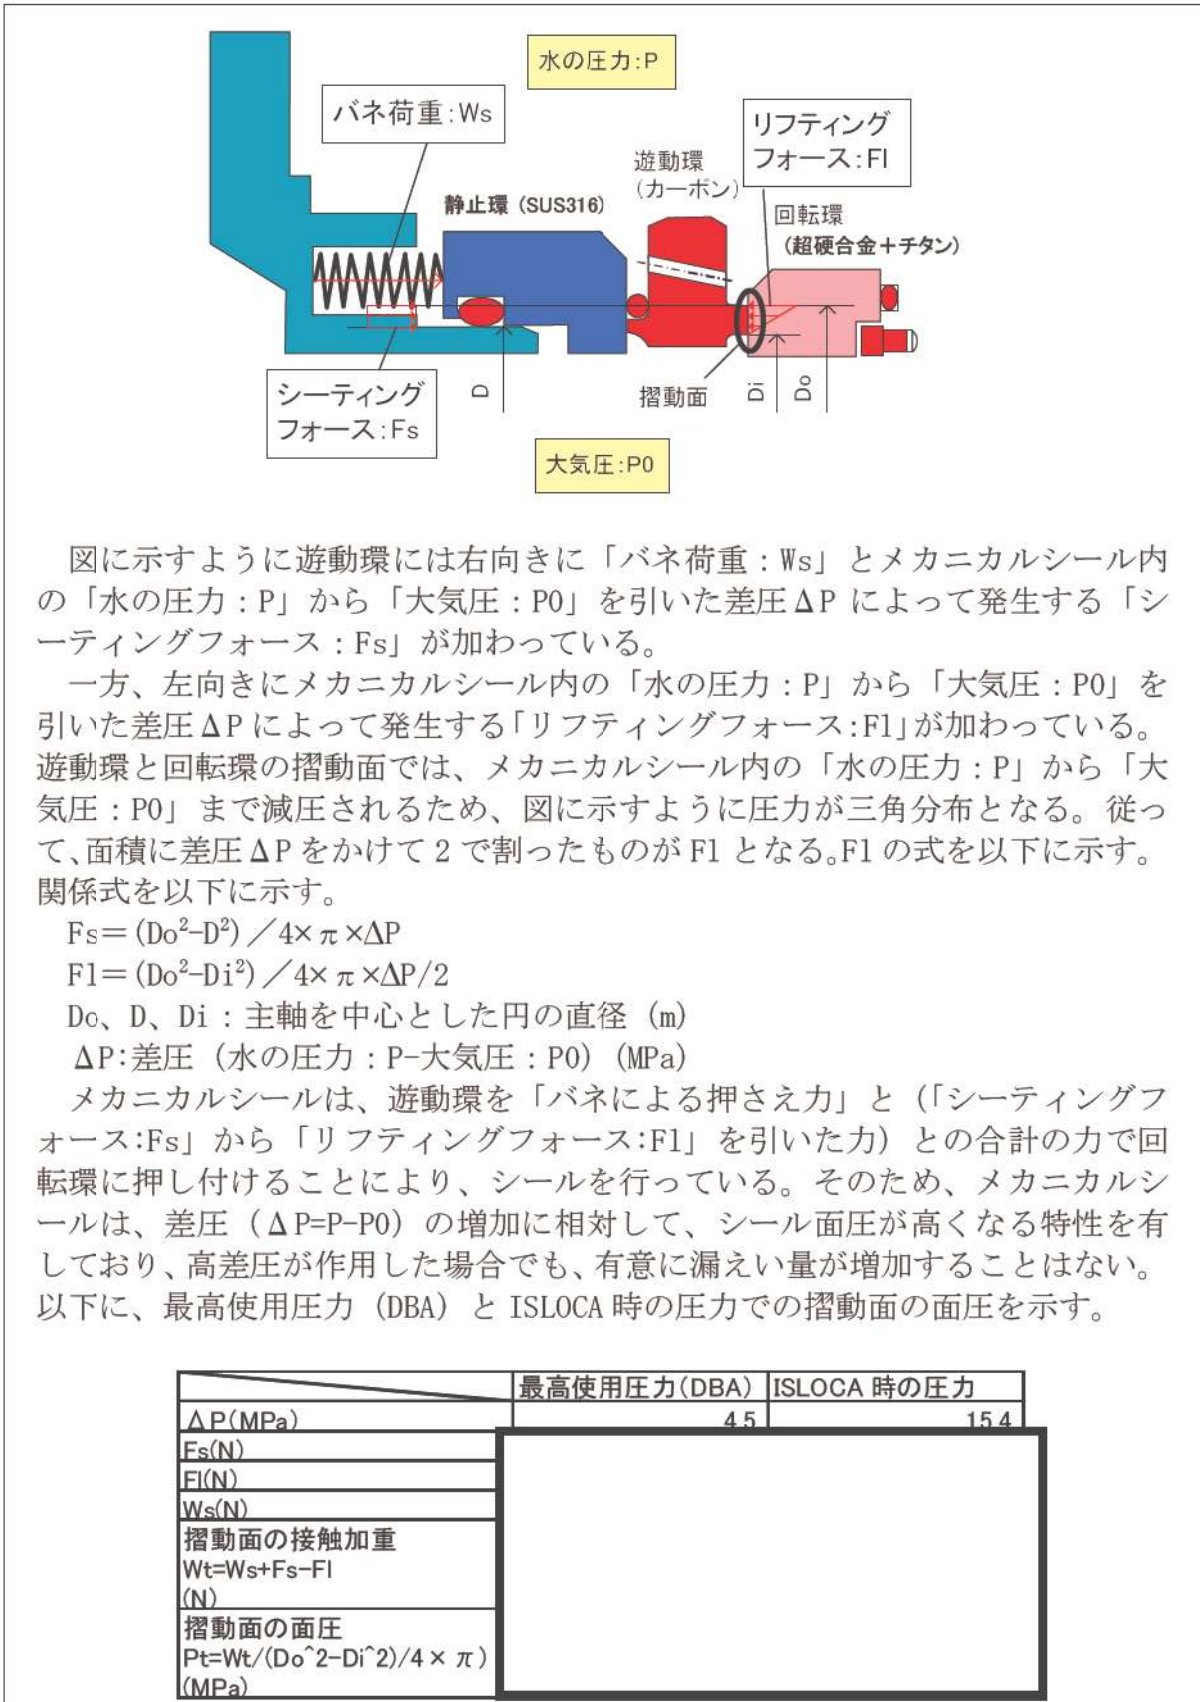 水の圧力:P
バネ荷重:Ws
リフティング
フォース:Fl
遊動環
(カーボン)
静止環 (SUS316)
回転環
(超硬合金+チタン)
シーティング
フォース:Fs
D
摺動面
Di
Do
大気圧:P0
図に示すように遊動環には右向きに「バネ荷重:Ws」とメカニカルシール内
の「水の圧力:P」から「大気圧:P0」を引いた差圧ΔP によって発生する「シ
ーティングフォース:Fs」が加わっている。
一方、左向きにメカニカルシール内の「水の圧力:P」から「大気圧:P0」を
引いた差圧ΔP によって発生する「リフティングフォース:Fl」が加わっている。
遊動環と回転環の摺動面では、メカニカルシール内の「水の圧力:P」から「大
気圧:P0」まで減圧されるため、図に示すように圧力が三角分布となる。従っ
て、面積に差圧ΔP をかけて 2 で割ったものが Fl となる。Fl の式を以下に示す。
関係式を以下に示す。
Fs=(Do²-D²)/4×π×ΔP
Fl=(Do²-Di²)/4×π×ΔP/2
Do、D、Di:主軸を中心とした円の直径 (m)
ΔP:差圧(水の圧力:P-大気圧:P0)(MPa)
メカニカルシールは、遊動環を「バネによる押さえ力」と(「シーティングフ
ォース:Fs」から「リフティングフォース:Fl」を引いた力)との合計の力で回
転環に押し付けることにより、シールを行っている。そのため、メカニカルシ
ールは、差圧(ΔP=P-P0)の増加に相対して、シール面圧が高くなる特性を有
しており、高差圧が作用した場合でも、有意に漏えい量が増加することはない。
以下に、最高使用圧力(DBA)と ISLOCA 時の圧力での摺動面の面圧を示す。
最高使用圧力(DBA) ISLOCA 時の圧力
ΔP(MPa) 4.5 15.4
Fs(N)
Fl(N)
Ws(N)
摺動面の接触加重
Wt=Ws+Fs-Fl
(N)
摺動面の面圧
Pt=Wt/(Do^2-Di^2)/4×π)
(MPa)